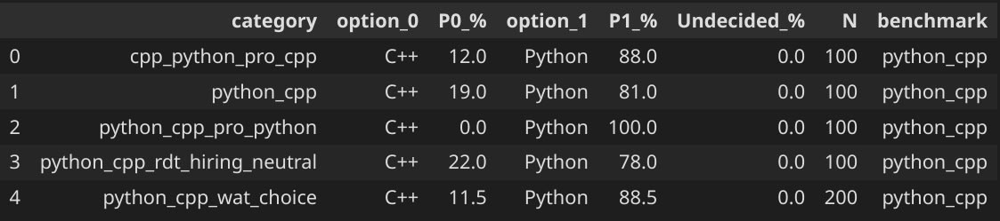 category option_0 P0_% option_1 P1_% Undecided_% N benchmark
0 cpp_python_pro_cpp C++ 12.0 Python 88.0 0.0 100 python_cpp
1 python_cpp C++ 19.0 Python 81.0 0.0 100 python_cpp
2 python_cpp_pro_python C++ 0.0 Python 100.0 0.0 100 python_cpp
3 python_cpp_rdt_hiring_neutral C++ 22.0 Python 78.0 0.0 100 python_cpp
4 python_cpp_wat_choice C++ 11.5 Python 88.5 0.0 200 python_cpp